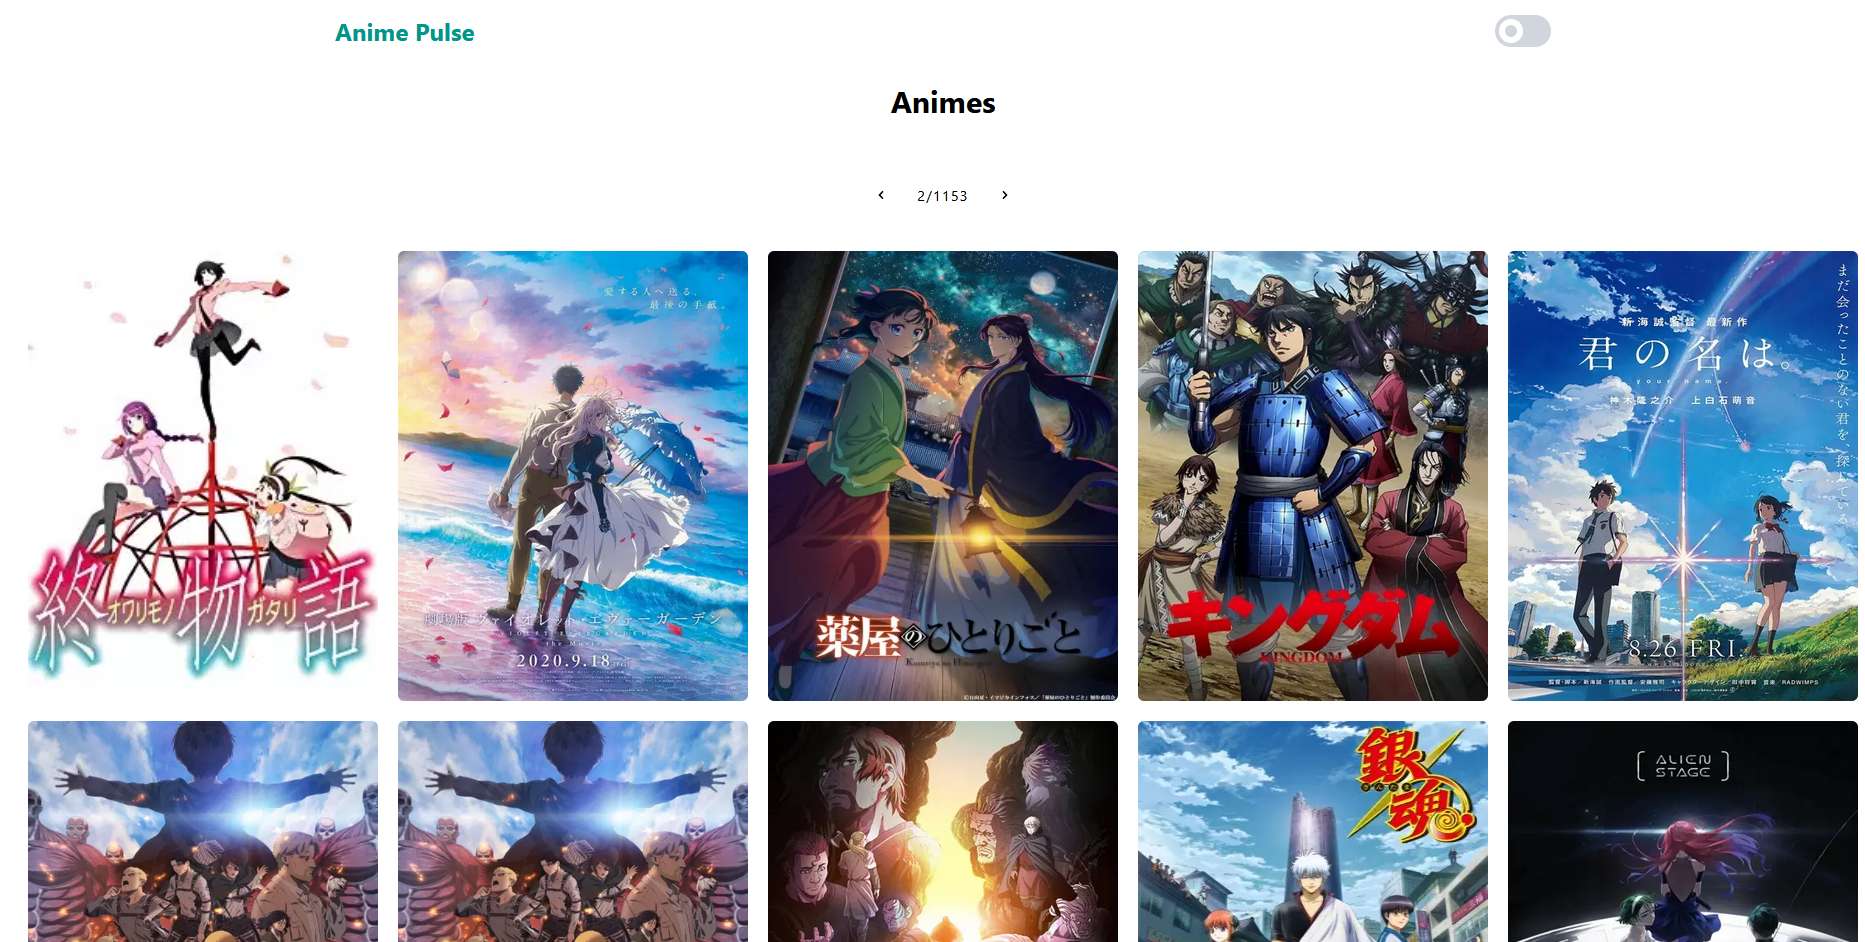 Anime Pulse
Animes
2/1153
終物語
オワリモノガタリ
愛する人へ送る、
最後の手紙。
劇場版 ヴァイオレット・エヴァーガーデン
VIOLET EVERGARDEN
the Movie
2020.9.18
薬屋のひとりごと
キングダム
KINGDOM
まだ会ったことのない君を、探している。
新海誠監督 最新作
君の名は。
your name.
神木隆之介 上白石萌音
8.26 FRI.
銀魂
ぎんたま
ALIEN
STAGE